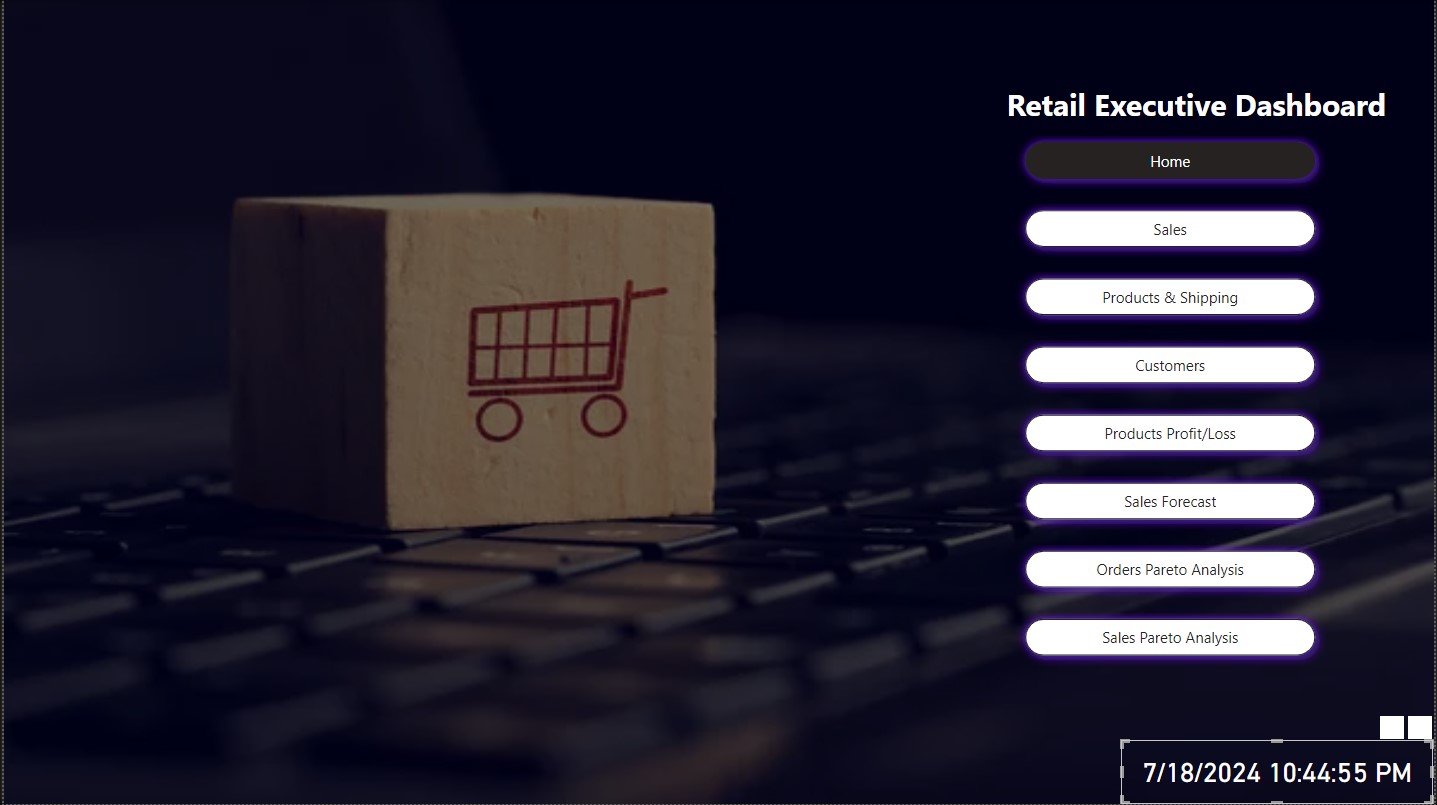 Retail Executive Dashboard
Home
Sales
Products & Shipping
Customers
Products Profit/Loss
Sales Forecast
Orders Pareto Analysis
Sales Pareto Analysis
7/18/2024 10:44:55 PM